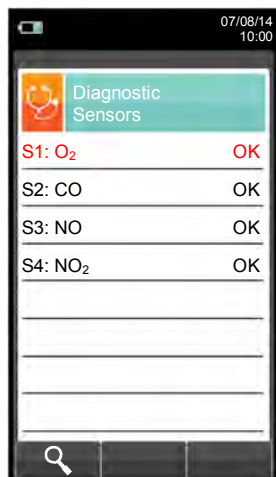 07/08/14
10:00
Diagnostic
Sensors
S1: O₂ OK
S2: CO OK
S3: NO OK
S4: NO₂ OK